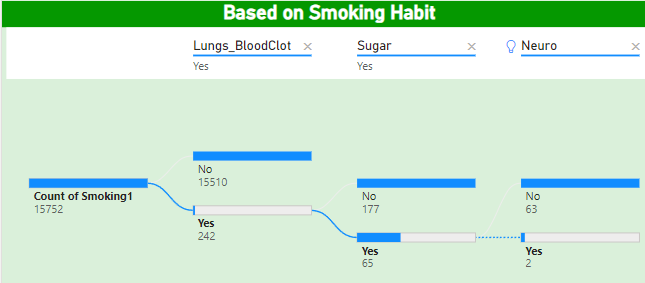 Based on Smoking Habit
Lungs_BloodClot
Yes
Sugar
Yes
Neuro
Count of Smoking1
15752
No
15510
Yes
242
No
177
Yes
65
No
63
Yes
2